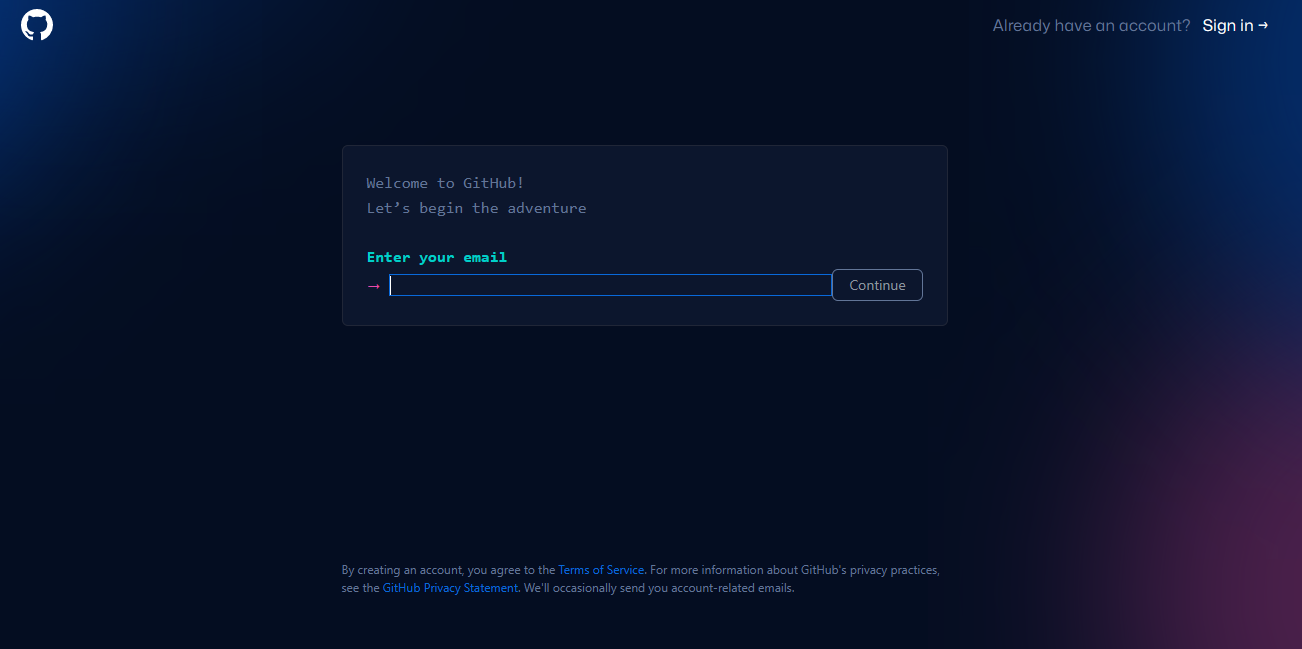 Already have an account? Sign in →
Welcome to GitHub!
Let’s begin the adventure
Enter your email
→ Continue
By creating an account, you agree to the Terms of Service. For more information about GitHub's privacy practices,
see the GitHub Privacy Statement. We'll occasionally send you account-related emails.